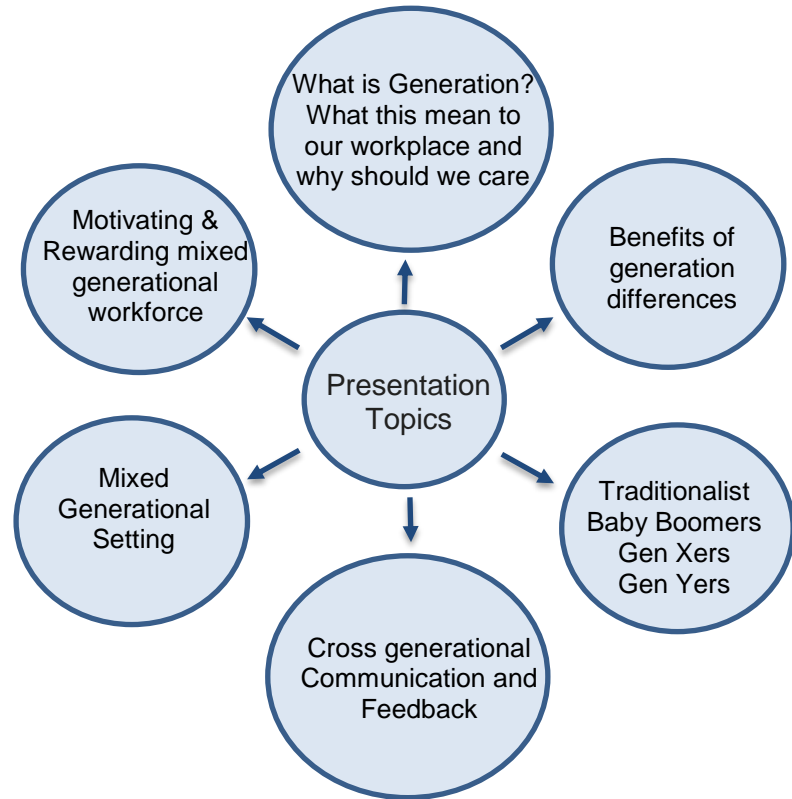 What is Generation?
What this mean to
our workplace and
why should we care
Benefits of
generation
differences
Traditionalist
Baby Boomers
Gen Xers
Gen Yers
Cross generational
Communication and
Feedback
Mixed
Generational
Setting
Motivating &
Rewarding mixed
generational
workforce
Presentation
Topics